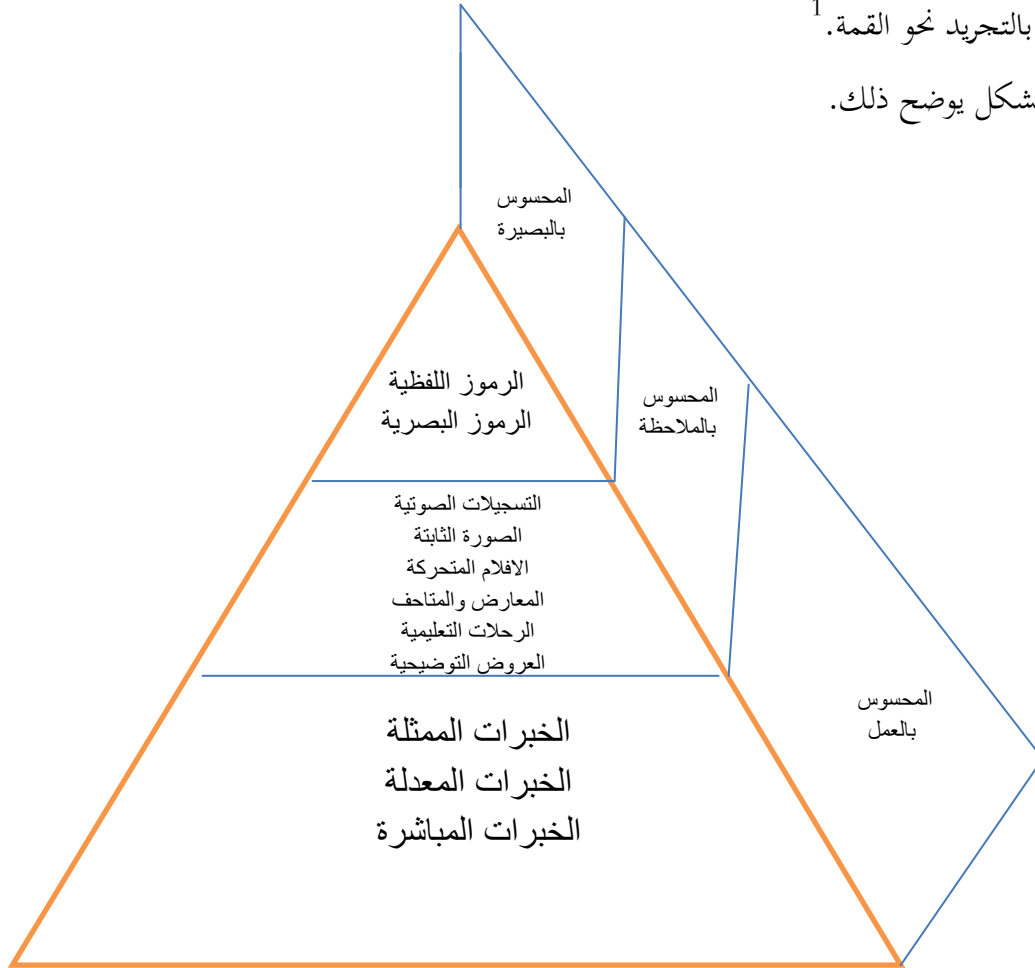 بالتجريد نحو القمة.1
شكل يوضح ذلك.
المحسوس
بالبصيرة
الرموز اللفظية
الرموز البصرية
المحسوس
بالملاحظة
التسجيلات الصوتية
الصورة الثابتة
الافلام المتحركة
المعارض والمتاحف
الرحلات التعليمية
العروض التوضيحية
المحسوس
بالعمل
الخبرات الممثلة
الخبرات المعدلة
الخبرات المباشرة